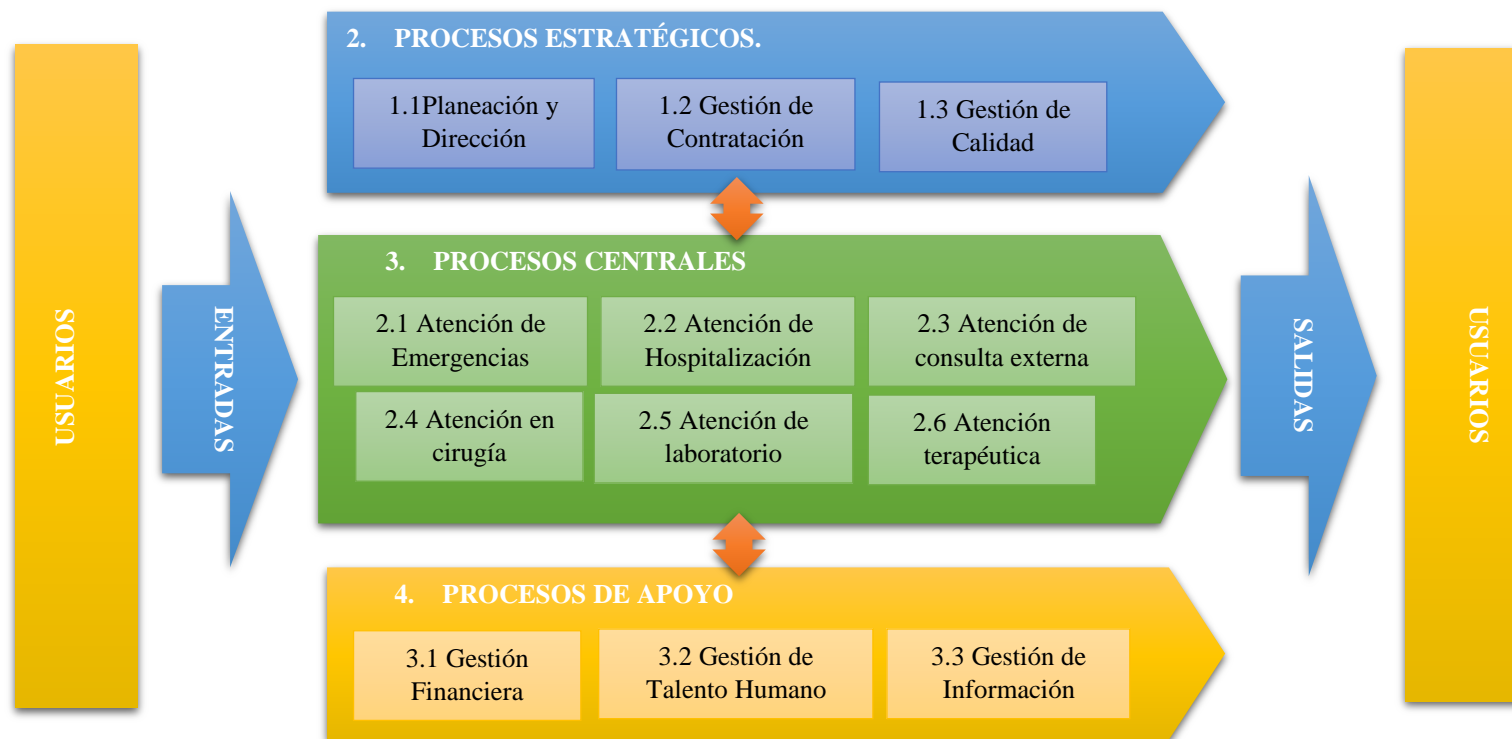 USUARIOS
ENTRADAS
2. PROCESOS ESTRATÉGICOS.
1.1Planeación y
Dirección
1.2 Gestión de
Contratación
1.3 Gestión de
Calidad
3. PROCESOS CENTRALES
2.1 Atención de
Emergencias
2.2 Atención de
Hospitalización
2.3 Atención de
consulta externa
2.4 Atención en
cirugía
2.5 Atención de
laboratorio
2.6 Atención
terapéutica
4. PROCESOS DE APOYO
3.1 Gestión
Financiera
3.2 Gestión de
Talento Humano
3.3 Gestión de
Información
SALIDAS
USUARIOS